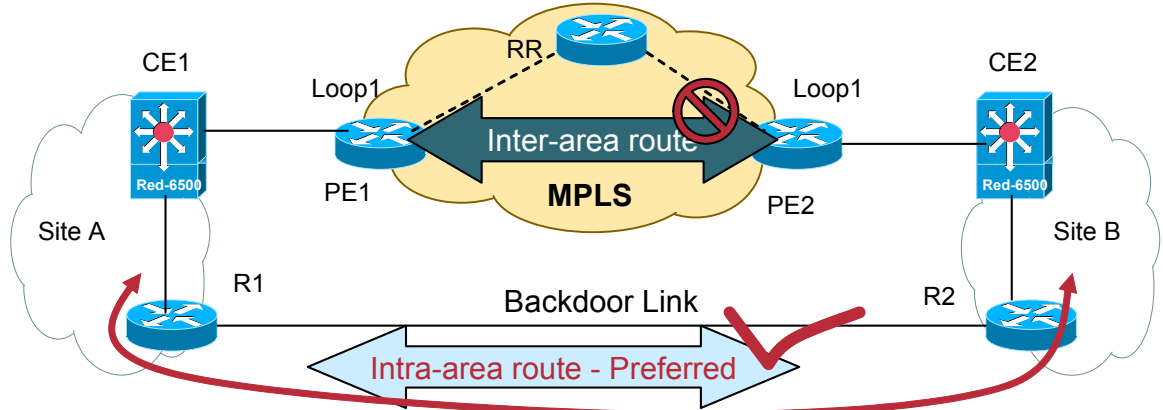 RR
CE1
CE2
Loop1
Loop1
Inter-area route
Red-6500
Red-6500
PE1
MPLS
PE2
Site A
Site B
R1
Backdoor Link
R2
Intra-area route - Preferred